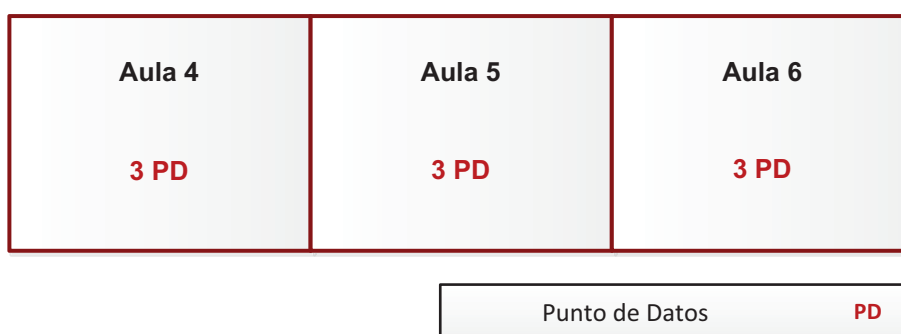 Aula 4
Aula 5
Aula 6
3 PD
3 PD
3 PD
Punto de Datos PD